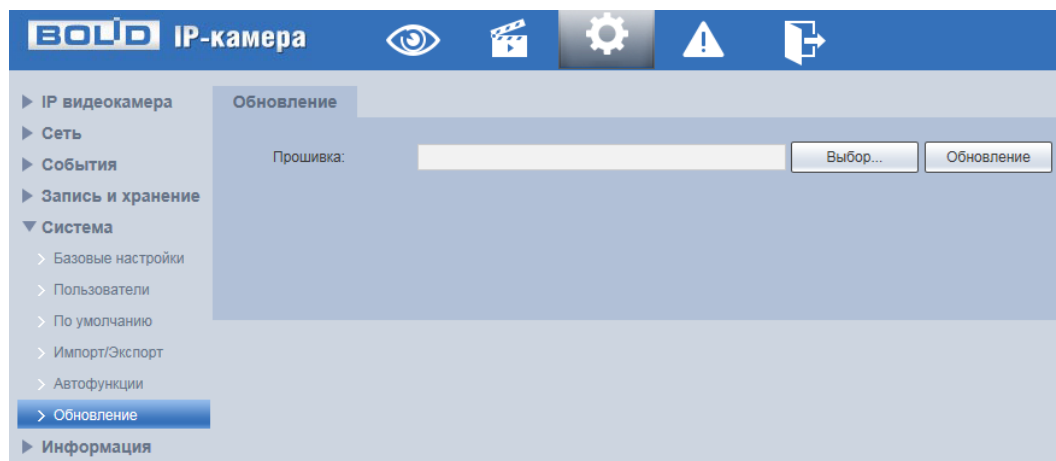 BOLID IP-камера
IP видеокамера
Сеть
События
Запись и хранение
Система
Базовые настройки
Пользователи
По умолчанию
Импорт/Экспорт
Автофункции
Обновление
Информация
Обновление
Прошивка: Выбор... Обновление